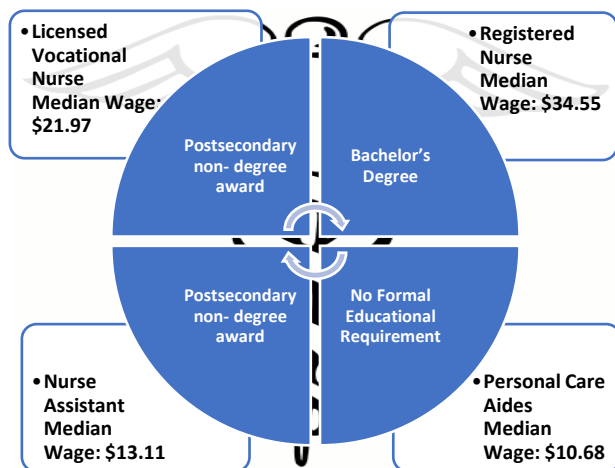 •Licensed
Vocational
Nurse
Median Wage:
$21.97
Postsecondary
non- degree
award
Bachelor's
Degree
•Registered
Nurse
Median
Wage: $34.55
•Nurse
Assistant
Median
Wage: $13.11
Postsecondary
non- degree
award
No Formal
Educational
Requirement
•Personal Care
Aides
Median
Wage: $10.68